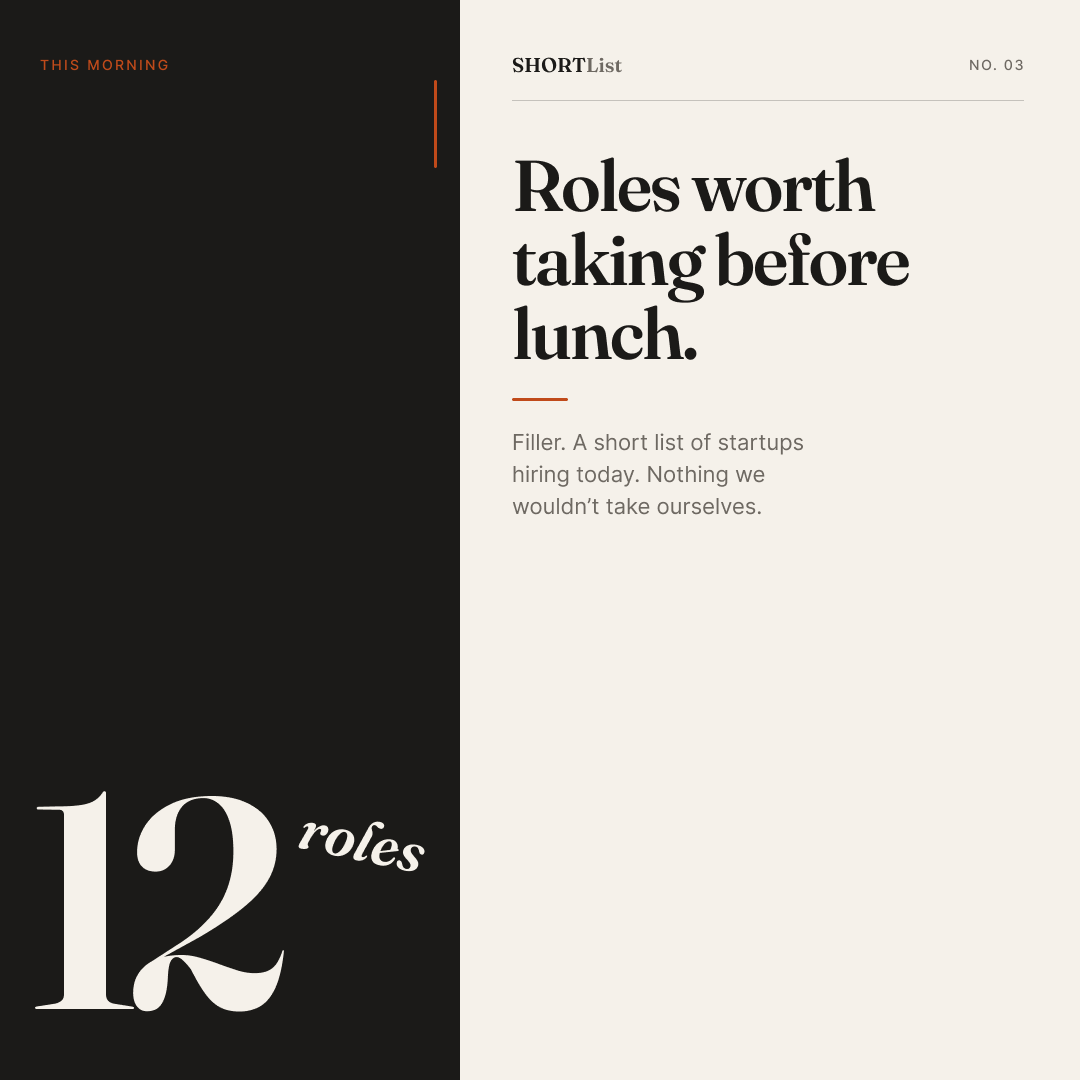 THIS MORNING
12 roles
SHORTList
NO. 03
Roles worth
taking before
lunch.
Filler. A short list of startups
hiring today. Nothing we
wouldn’t take ourselves.